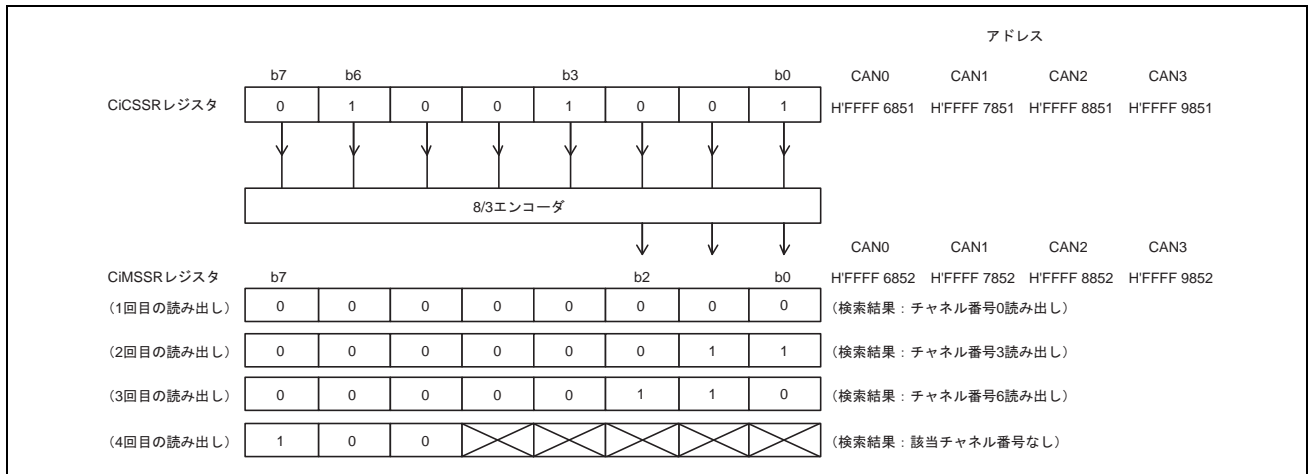 アドレス
b7 b6 b3 b0 CAN0 CAN1 CAN2 CAN3
CiCSSRレジスタ 0 1 0 0 1 0 0 1 H'FFFF 6851 H'FFFF 7851 H'FFFF 8851 H'FFFF 9851
8/3エンコーダ
CAN0 CAN1 CAN2 CAN3
CiMSSRレジスタ b7 b2 b0 H'FFFF 6852 H'FFFF 7852 H'FFFF 8852 H'FFFF 9852
(1回目の読み出し) 0 0 0 0 0 0 0 0 (検索結果：チャネル番号0読み出し)
(2回目の読み出し) 0 0 0 0 0 0 1 1 (検索結果：チャネル番号3読み出し)
(3回目の読み出し) 0 0 0 0 0 1 1 0 (検索結果：チャネル番号6読み出し)
(4回目の読み出し) 1 0 0 (検索結果：該当チャネル番号なし)